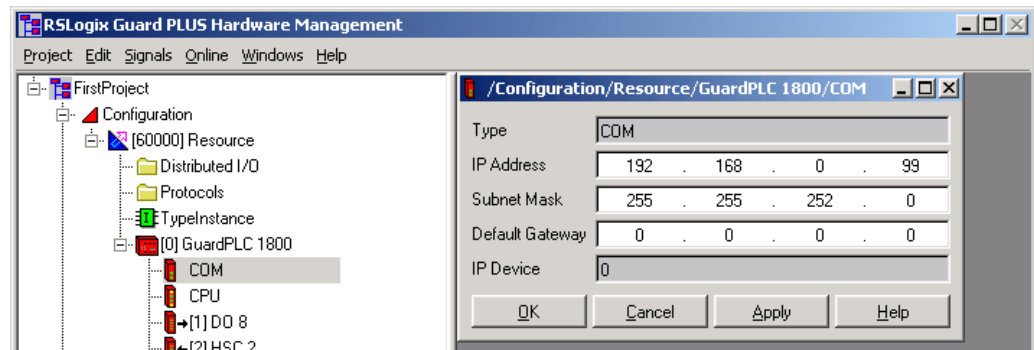 RSLogix Guard PLUS Hardware Management
Project Edit Signals Online Windows Help
FirstProject
Configuration
[60000] Resource
Distributed I/O
Protocols
TypeInstance
[0] GuardPLC 1800
COM
CPU
[1] DO 8
[2] HSC 2
/Configuration/Resource/GuardPLC 1800/COM
Type COM
IP Address 192 . 168 . 0 . 99
Subnet Mask 255 . 255 . 252 . 0
Default Gateway 0 . 0 . 0 . 0
IP Device 0
OK Cancel Apply Help